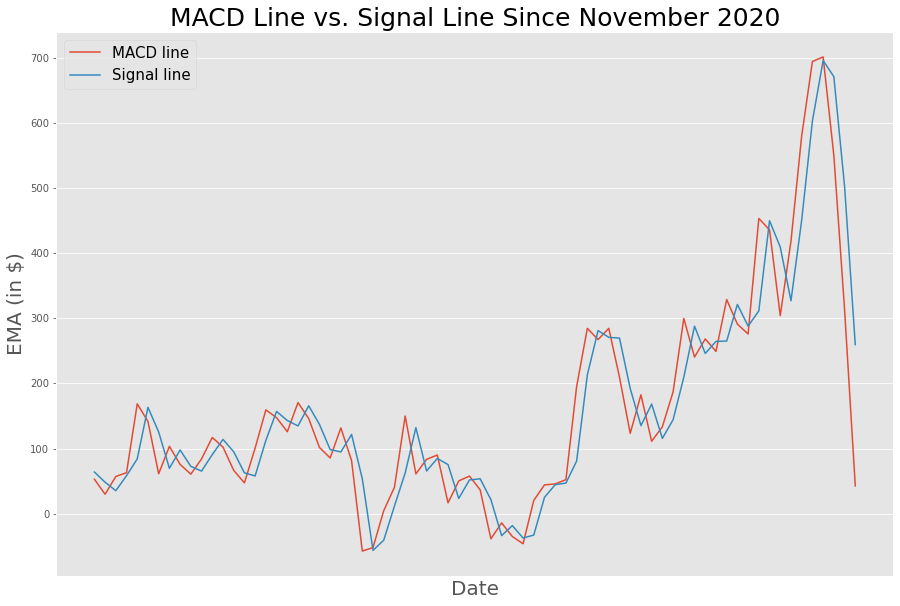 MACD Line vs. Signal Line Since November 2020
MACD line
Signal line
700
600
500
400
300
200
100
0
EMA (in $)
Date